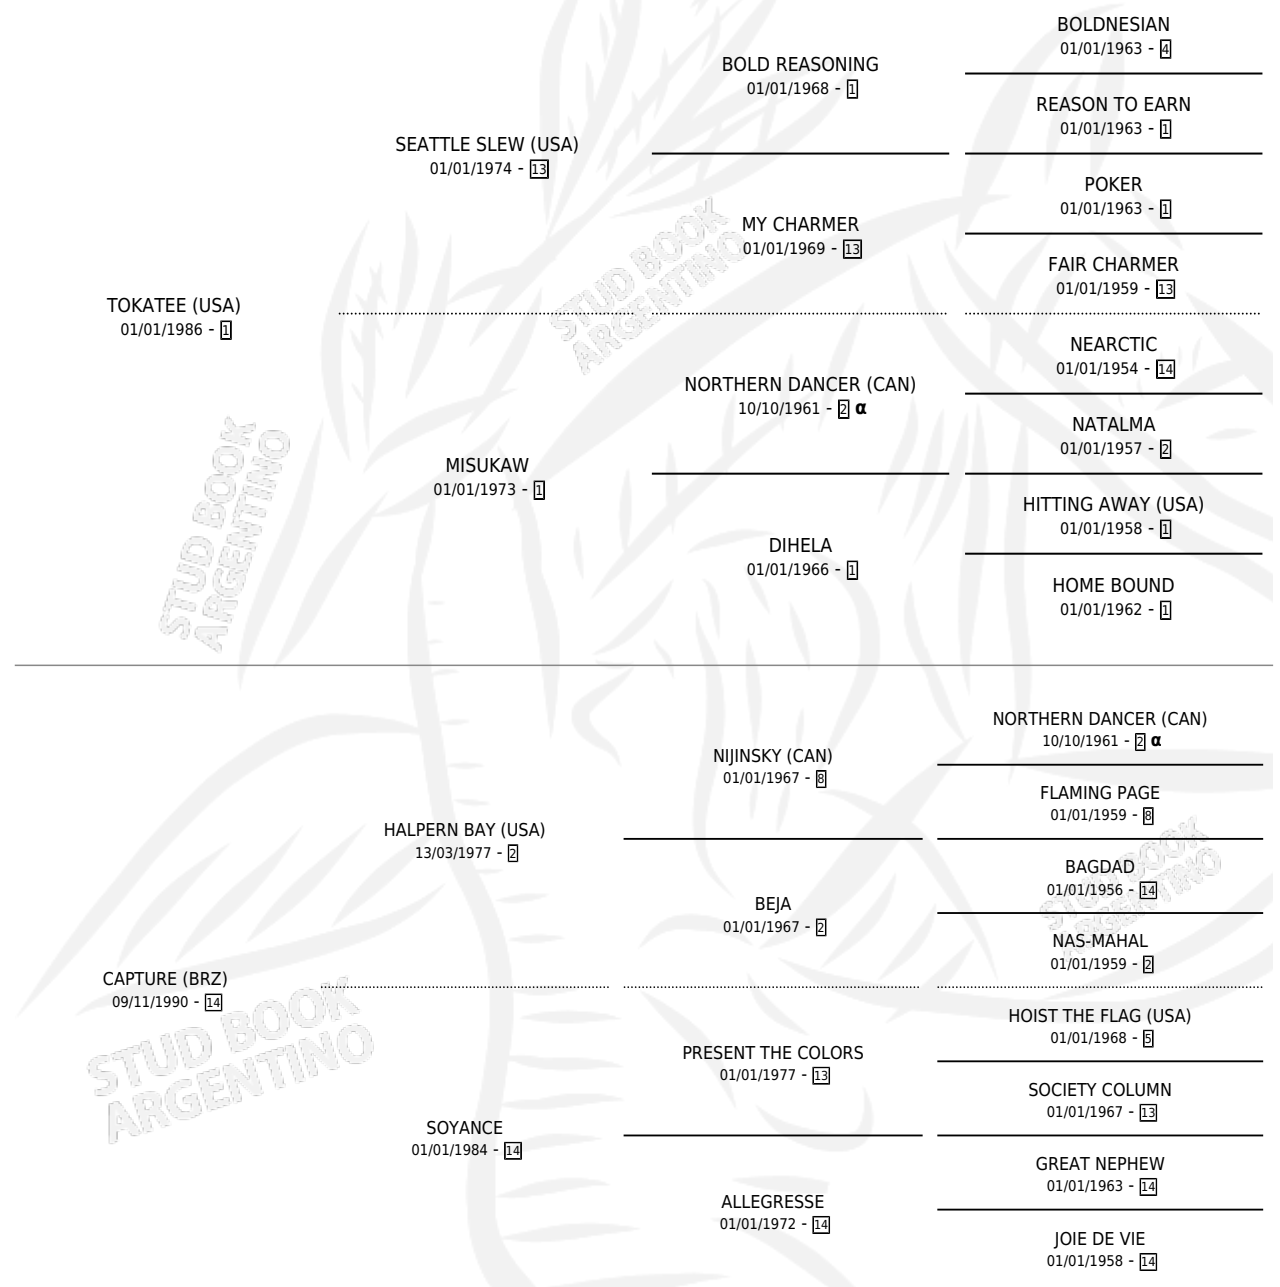 BOLDNESIAN
01/01/1963 - 4
BOLD REASONING
01/01/1968 - 1
REASON TO EARN
01/01/1963 - 1
SEATTLE SLEW (USA)
01/01/1974 - 13
POKER
01/01/1963 - 1
MY CHARMER
01/01/1969 - 13
FAIR CHARMER
01/01/1959 - 13
STUD BOOK
ARGENTINO
TOKATEE (USA)
01/01/1986 - 1
NEARCTIC
01/01/1954 - 14
NORTHERN DANCER (CAN)
10/10/1961 - 2 α
NATALMA
01/01/1957 - 2
MISUKAW
01/01/1973 - 1
HITTING AWAY (USA)
01/01/1958 - 1
DIHELA
01/01/1966 - 1
HOME BOUND
01/01/1962 - 1
STUD BOOK
ARGENTINO
NORTHERN DANCER (CAN)
10/10/1961 - 2 α
NIJINSKY (CAN)
01/01/1967 - 8
FLAMING PAGE
01/01/1959 - 8
HALPERN BAY (USA)
13/03/1977 - 2
BAGDAD
01/01/1956 - 14
BEJA
01/01/1967 - 2
NAS-MAHAL
01/01/1959 - 2
STUD BOOK
ARGENTINO
CAPTURE (BRZ)
09/11/1990 - 14
HOIST THE FLAG (USA)
01/01/1968 - 5
PRESENT THE COLORS
01/01/1977 - 13
SOCIETY COLUMN
01/01/1967 - 13
STUD BOOK
ARGENTINO
SOYANCE
01/01/1984 - 14
GREAT NEPHEW
01/01/1963 - 14
ALLEGRESSE
01/01/1972 - 14
JOIE DE VIE
01/01/1958 - 14